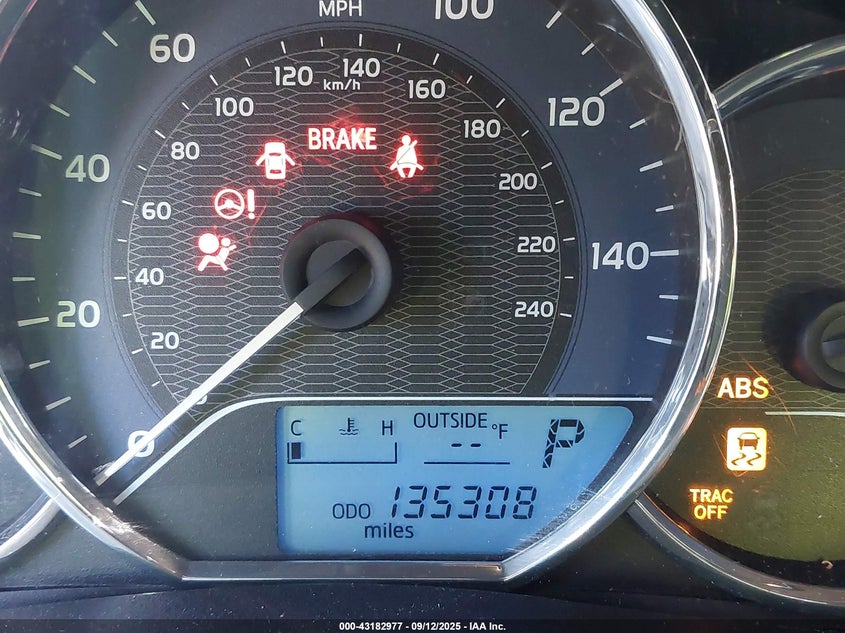 MPH
100
60
120
140
km/h
100
160
120
80
BRAKE
180
40
200
60
!
220
140
40
240
20
20
0
0
ABS
C
H
OUTSIDE
-- °F
P
TRAC
OFF
ODO 135308
miles
000-43182977 - 09/12/2025 - IAA Inc.